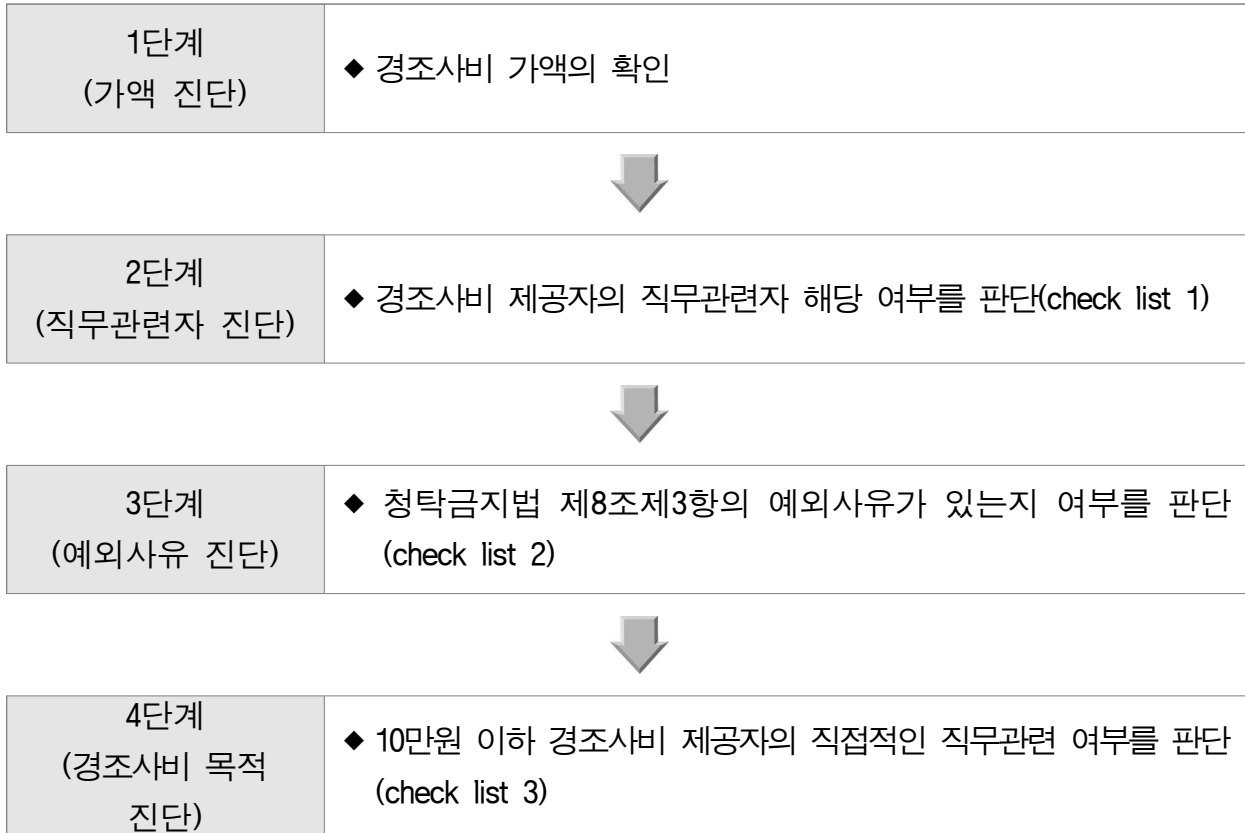 1단계
(가액 진단)
◆ 경조사비 가액의 확인
2단계
(직무관련자 진단)
◆ 경조사비 제공자의 직무관련자 해당 여부를 판단(check list 1)
3단계
(예외사유 진단)
◆ 청탁금지법 제8조제3항의 예외사유가 있는지 여부를 판단
(check list 2)
4단계
(경조사비 목적
진단)
◆ 10만원 이하 경조사비 제공자의 직접적인 직무관련 여부를 판단
(check list 3)